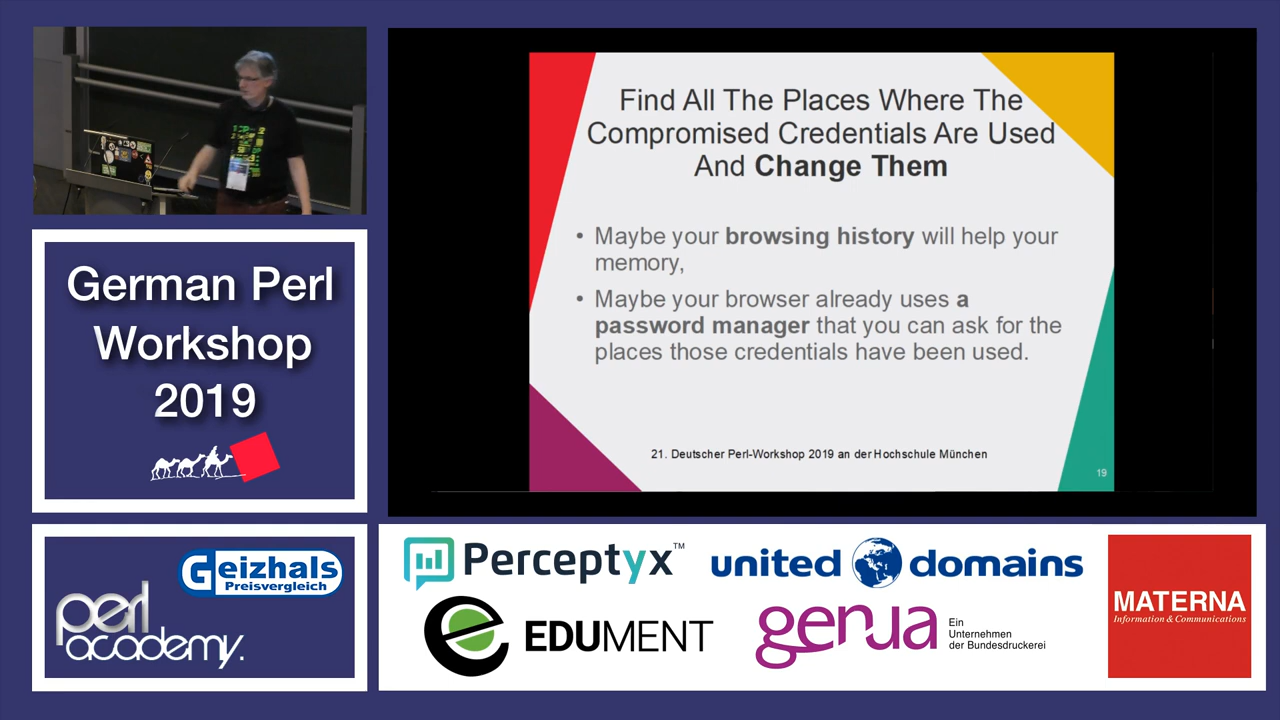 Find All The Places Where The
Compromised Credentials Are Used
And Change Them
• Maybe your browsing history will help your
memory,
• Maybe your browser already uses a
password manager that you can ask for the
places those credentials have been used.
21. Deutscher Perl-Workshop 2019 an der Hochschule München
19
German Perl
Workshop
2019
Geizhals
Preisvergleich
perl
academy.
Perceptyx™
united domains
EDUMENT
genua
Ein
Unternehmen
der Bundesdruckerei
MATERNA
Information & Communications